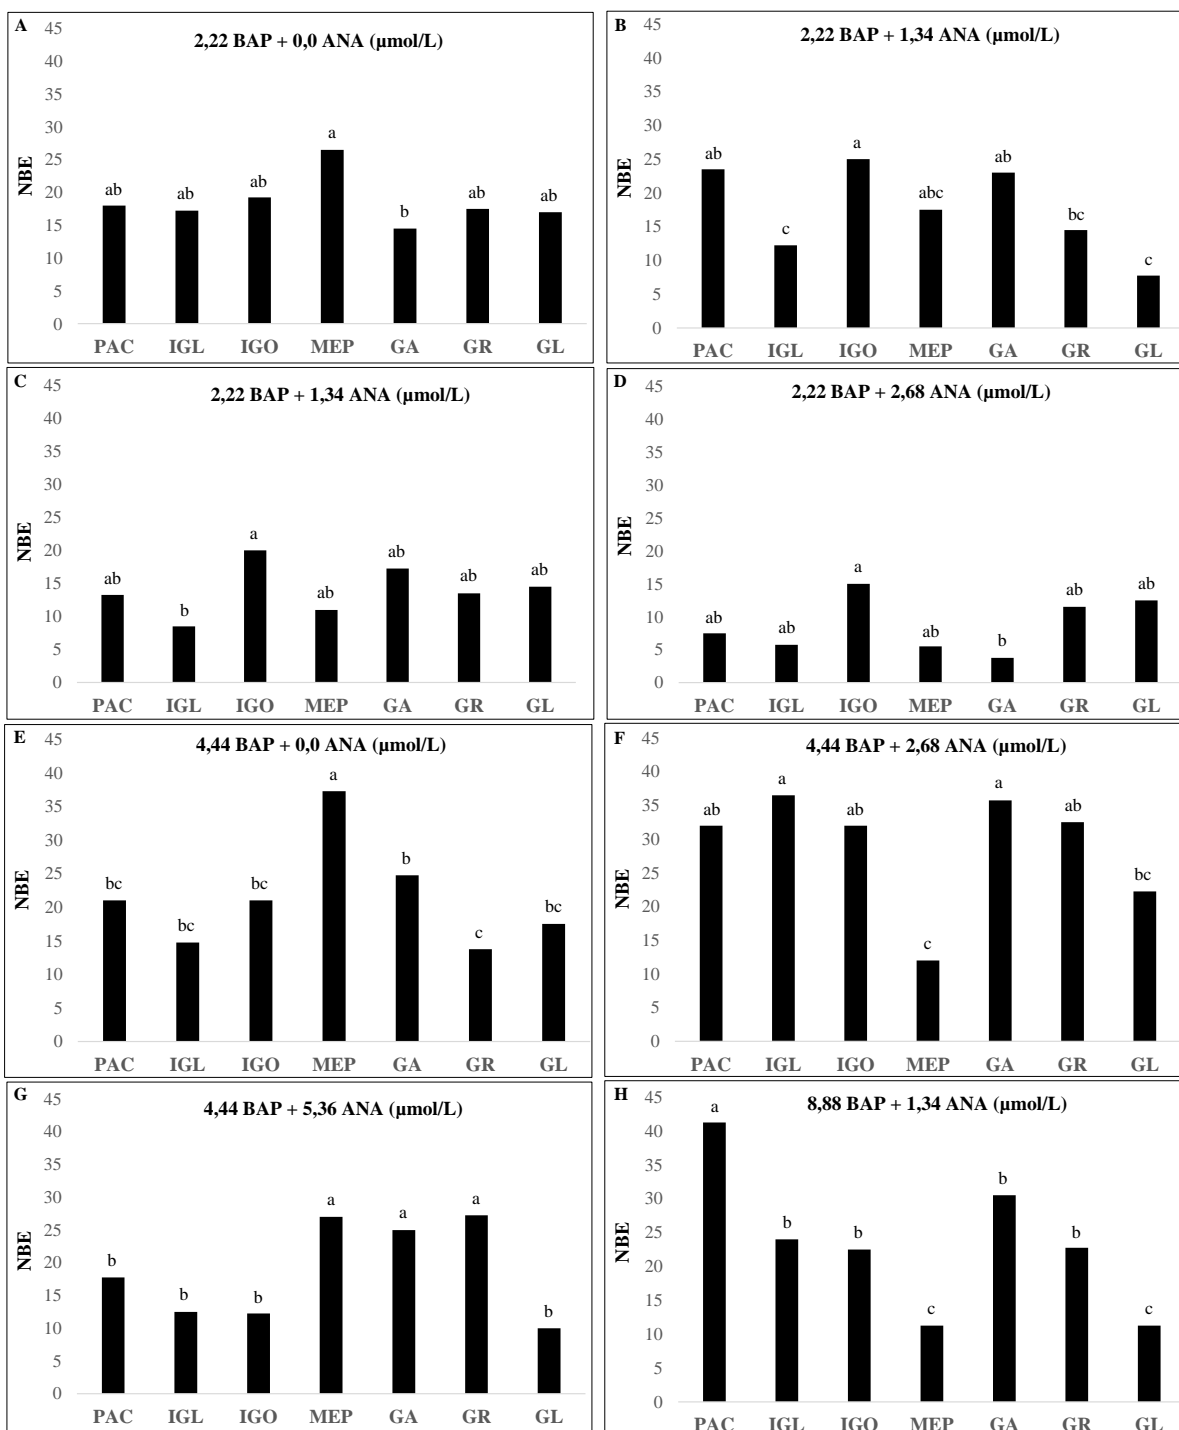 A
2,22 BAP + 0,0 ANA (µmol/L)
NBE
45
40
35
30
25
20
15
10
5
0
ab
ab
ab
a
b
ab
ab
PAC IGL IGO MEP GA GR GL
B
2,22 BAP + 1,34 ANA (µmol/L)
NBE
45
40
35
30
25
20
15
10
5
0
ab
c
a
abc
ab
bc
c
PAC IGL IGO MEP GA GR GL
C
2,22 BAP + 1,34 ANA (µmol/L)
NBE
45
40
35
30
25
20
15
10
5
0
ab
b
a
ab
ab
ab
ab
PAC IGL IGO MEP GA GR GL
D
2,22 BAP + 2,68 ANA (µmol/L)
NBE
45
40
35
30
25
20
15
10
5
0
ab
ab
a
ab
b
ab
ab
PAC IGL IGO MEP GA GR GL
E
4,44 BAP + 0,0 ANA (µmol/L)
NBE
45
40
35
30
25
20
15
10
5
0
bc
bc
bc
a
b
c
bc
PAC IGL IGO MEP GA GR GL
F
4,44 BAP + 2,68 ANA (µmol/L)
NBE
45
40
35
30
25
20
15
10
5
0
ab
a
ab
c
a
ab
bc
PAC IGL IGO MEP GA GR GL
G
4,44 BAP + 5,36 ANA (µmol/L)
NBE
45
40
35
30
25
20
15
10
5
0
b
b
b
a
a
a
b
PAC IGL IGO MEP GA GR GL
H
8,88 BAP + 1,34 ANA (µmol/L)
NBE
45
40
35
30
25
20
15
10
5
0
a
b
b
c
b
b
c
PAC IGL IGO MEP GA GR GL